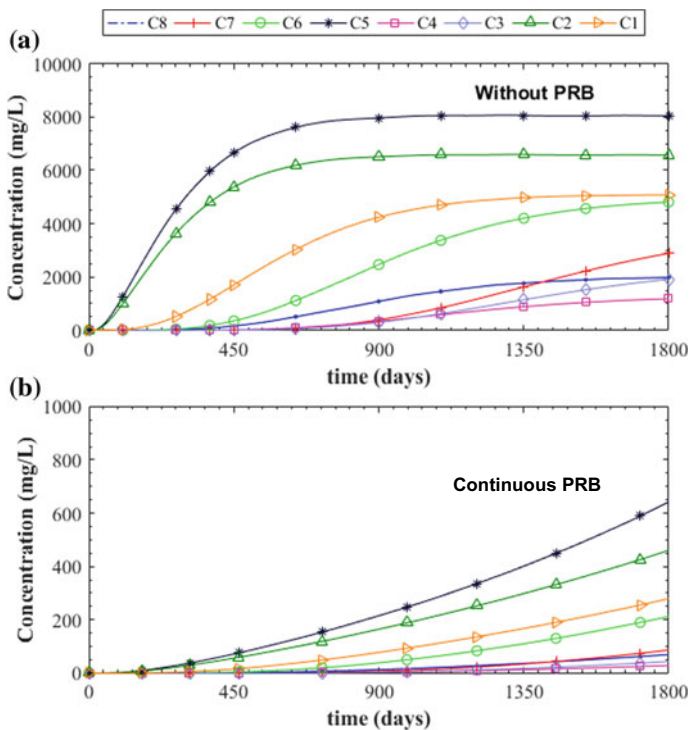 C8 C7 C6 C5 C4 C3 C2 C1
(a)
10000
Without PRB
8000
6000
4000
2000
0
Concentration (mg/L)
0 450 900 1350 1800
time (days)
(b)
1000
800
Continuous PRB
600
400
200
0
Concentration (mg/L)
0 450 900 1350 1800
time (days)